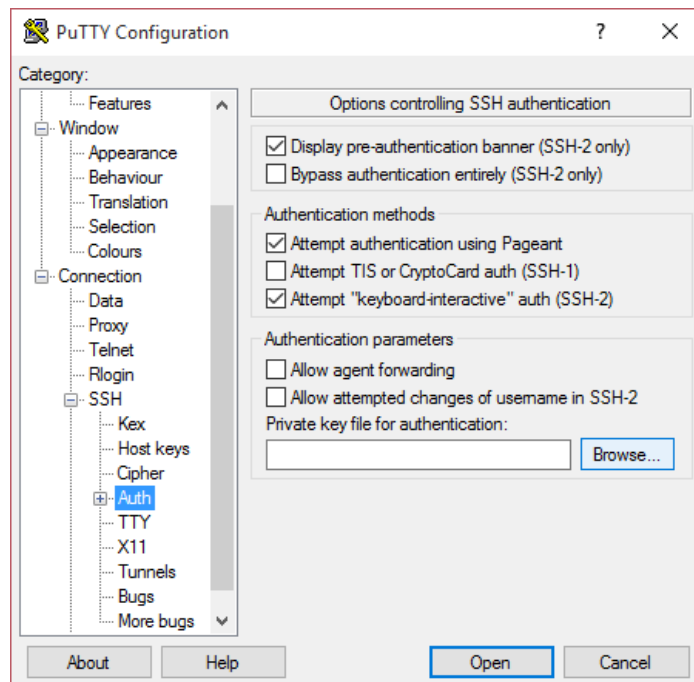 PuTTY Configuration
?
Category:
Features
Window
Appearance
Behaviour
Translation
Selection
Colours
Connection
Data
Proxy
Telnet
Rlogin
SSH
Kex
Host keys
Cipher
Auth
TTY
X11
Tunnels
Bugs
More bugs
Options controlling SSH authentication
Display pre-authentication banner (SSH-2 only)
Bypass authentication entirely (SSH-2 only)
Authentication methods
Attempt authentication using Pageant
Attempt TIS or CryptoCard auth (SSH-1)
Attempt "keyboard-interactive" auth (SSH-2)
Authentication parameters
Allow agent forwarding
Allow attempted changes of username in SSH-2
Private key file for authentication:
Browse...
About
Help
Open
Cancel